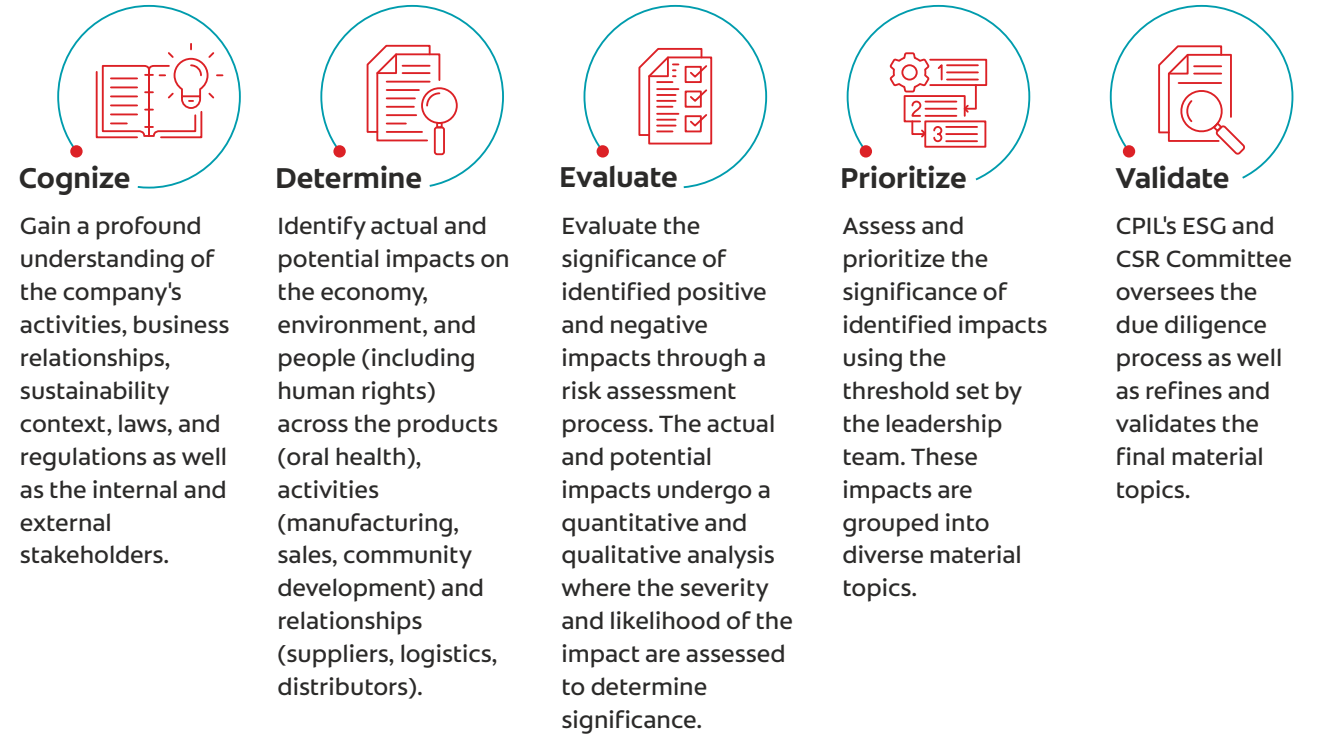 Cognize
Gain a profound
understanding of
the company's
activities, business
relationships,
sustainability
context, laws, and
regulations as well
as the internal and
external
stakeholders.
Determine
Identify actual and
potential impacts on
the economy,
environment, and
people (including
human rights)
across the products
(oral health),
activities
(manufacturing,
sales, community
development) and
relationships
(suppliers, logistics,
distributors).
Evaluate
Evaluate the
significance of
identified positive
and negative
impacts through a
risk assessment
process. The actual
and potential
impacts undergo a
quantitative and
qualitative analysis
where the severity
and likelihood of the
impact are assessed
to determine
significance.
1
2
3
Prioritize
Assess and
prioritize the
significance of
identified impacts
using the
threshold set by
the leadership
team. These
impacts are
grouped into
diverse material
topics.
Validate
CPIL's ESG and
CSR Committee
oversees the
due diligence
process as well
as refines and
validates the
final material
topics.